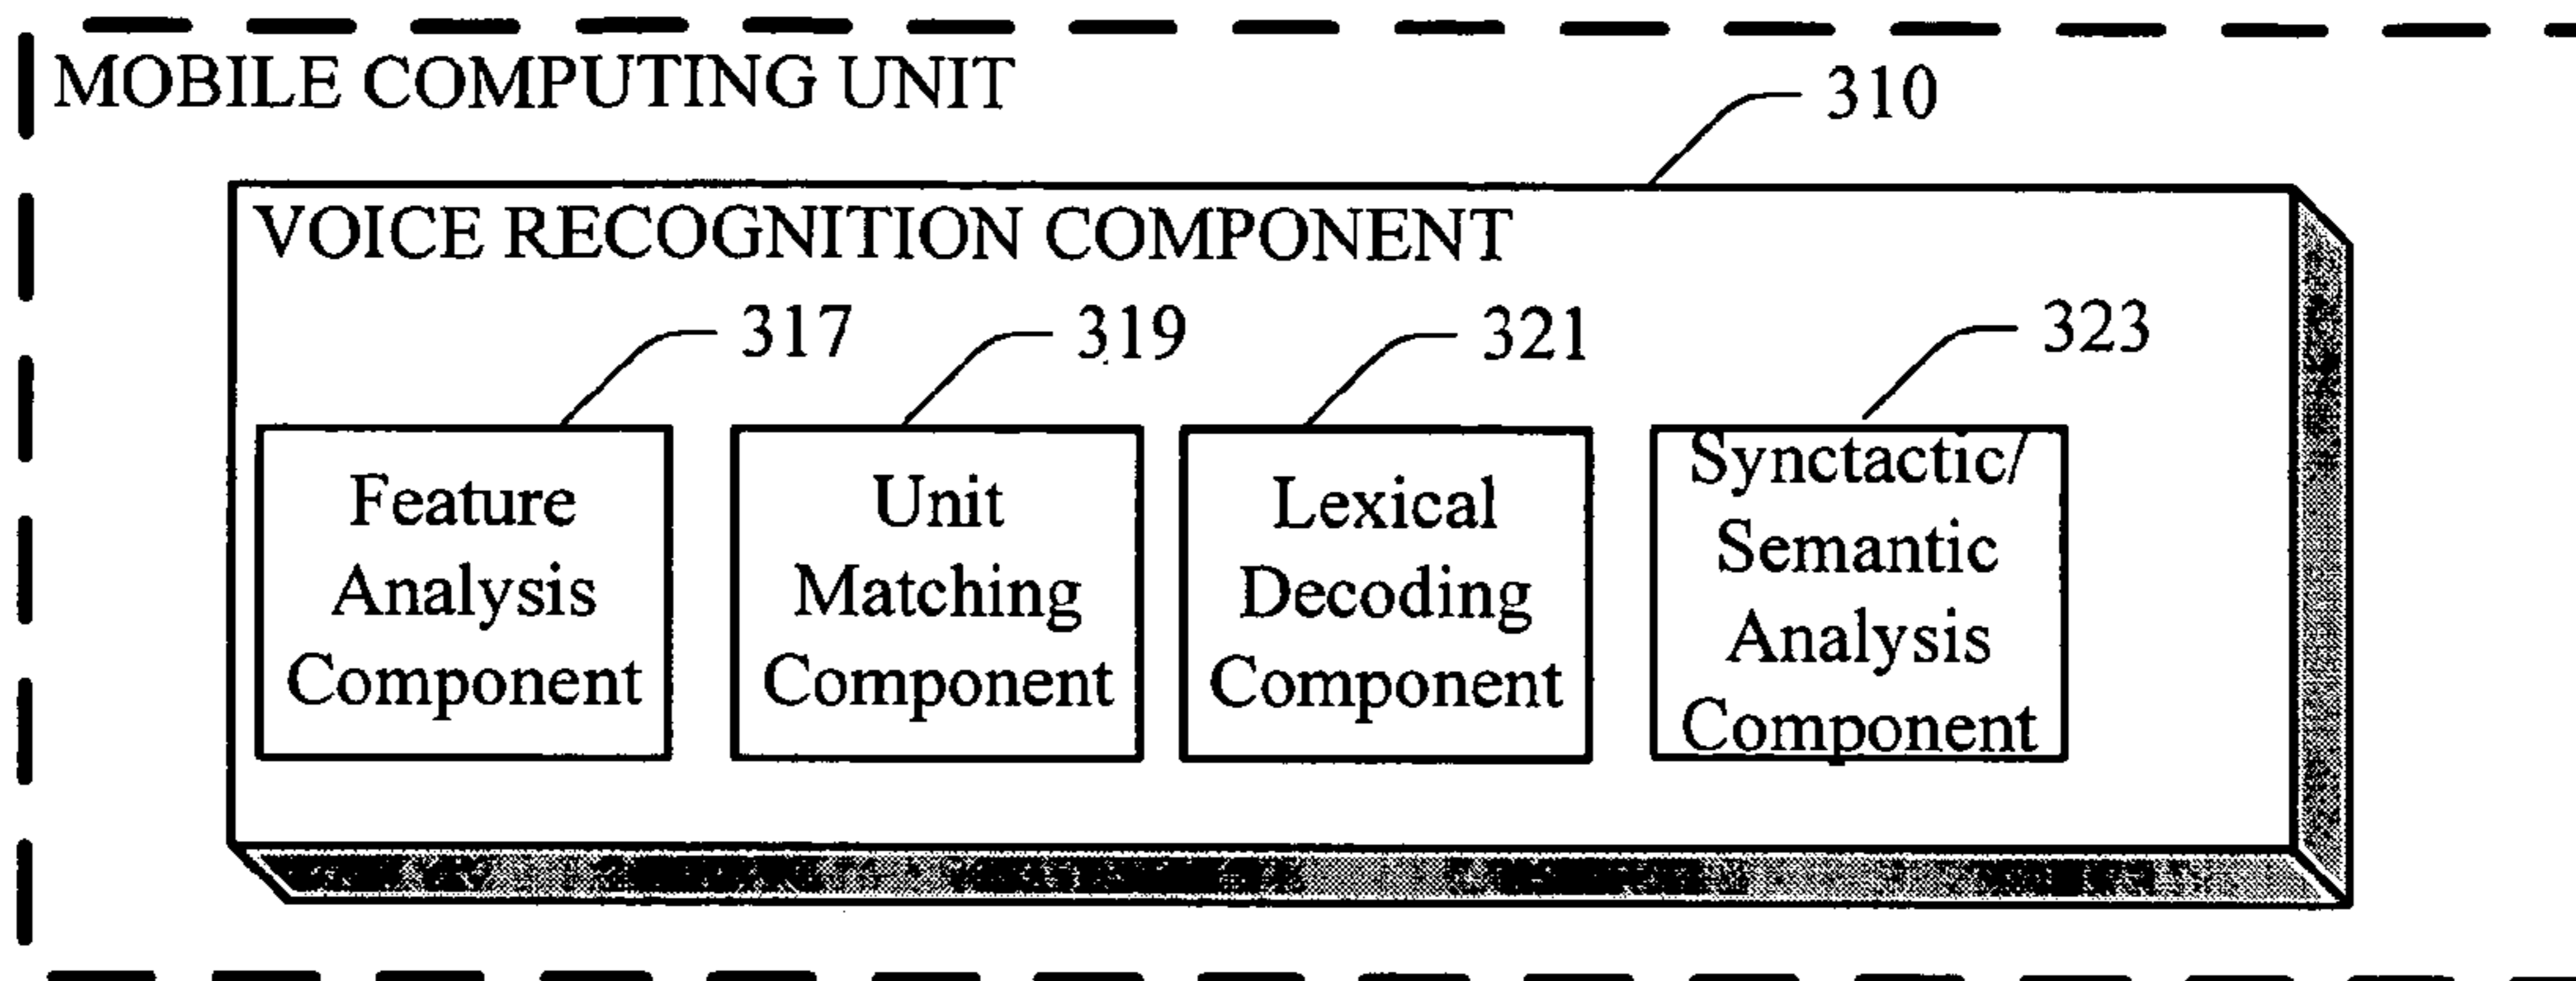 MOBILE COMPUTING UNIT
310
VOICE RECOGNITION COMPONENT
317
319
321
323
Feature
Analysis
Component
Unit
Matching
Component
Lexical
Decoding
Component
Synctactic/
Semantic
Analysis
Component